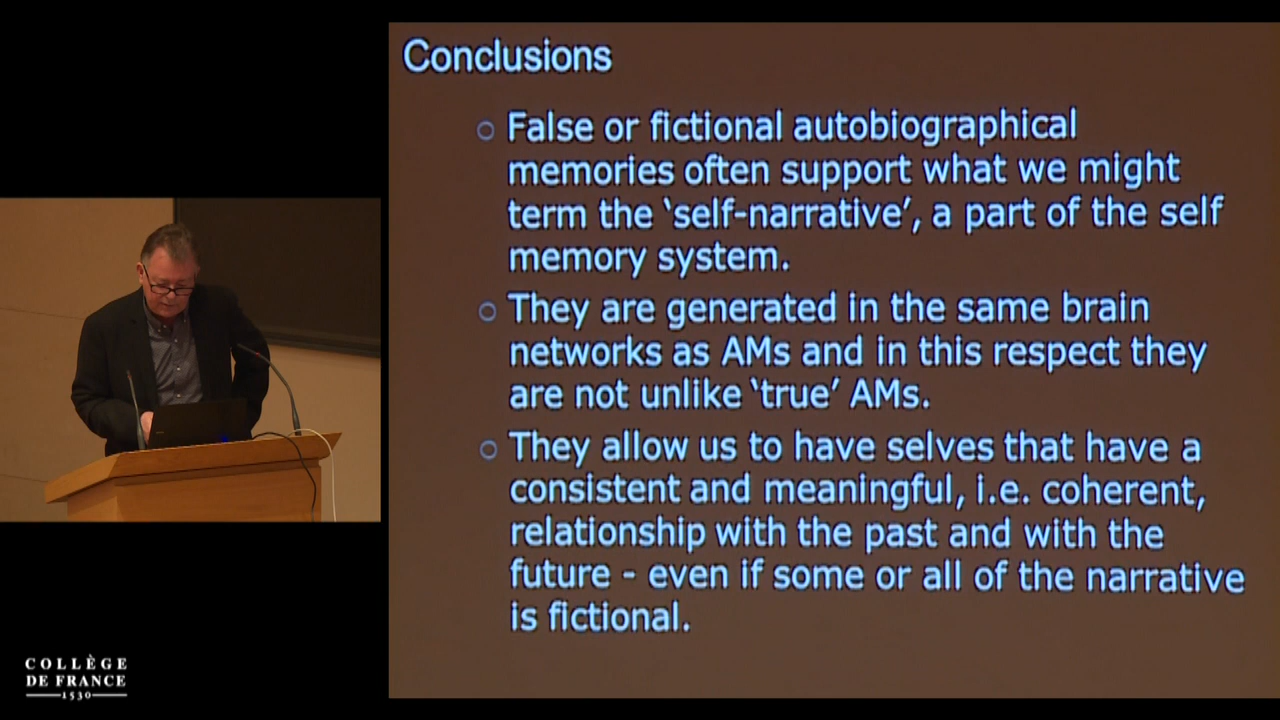 Conclusions
False or fictional autobiographical
memories often support what we might
term the ‘self-narrative’, a part of the self
memory system.
They are generated in the same brain
networks as AMs and in this respect they
are not unlike ‘true’ AMs.
They allow us to have selves that have a
consistent and meaningful, i.e. coherent,
relationship with the past and with the
future - even if some or all of the narrative
is fictional.
COLLÈGE
DE FRANCE
1530